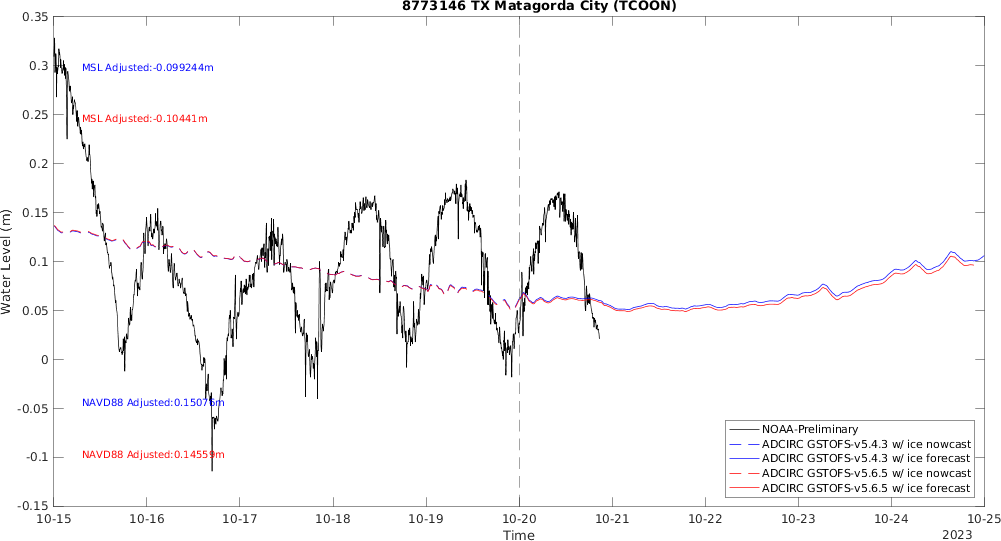 8773146 TX Matagorda City (TCOON)
0.35
0.3
0.25
0.2
0.15
0.1
0.05
0
-0.05
-0.1
-0.15
Water Level (m)
MSL Adjusted:-0.099244m
MSL Adjusted:-0.10441m
NAVD88 Adjusted:0.15076m
NAVD88 Adjusted:0.14559m
NOAA-Preliminary
ADCIRC GSTOFS-v5.4.3 w/ ice nowcast
ADCIRC GSTOFS-v5.4.3 w/ ice forecast
ADCIRC GSTOFS-v5.6.5 w/ ice nowcast
ADCIRC GSTOFS-v5.6.5 w/ ice forecast
10-15 10-16 10-17 10-18 10-19 10-20 10-21 10-22 10-23 10-24 10-25
Time
2023